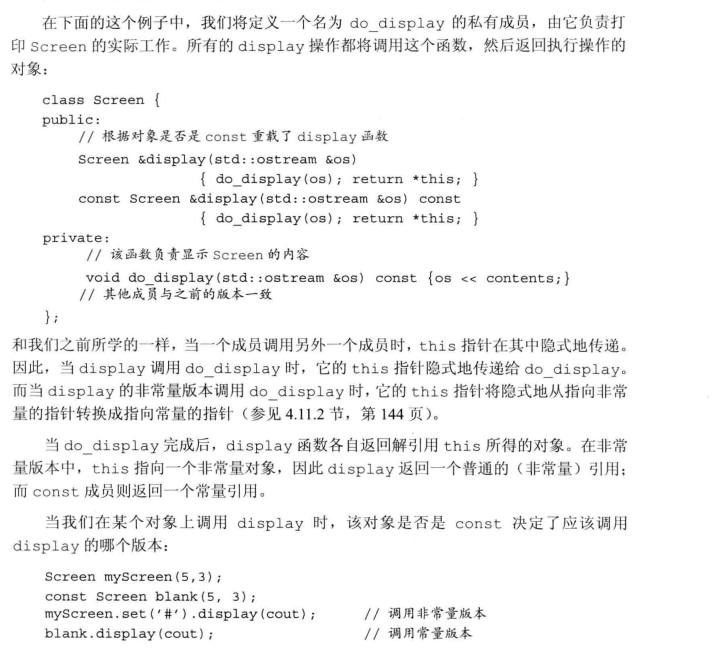 在下面的这个例子中，我们将定义一个名为 do_display 的私有成员，由它负责打
印 Screen 的实际工作。所有的 display 操作都将调用这个函数，然后返回执行操作的
对象：
class Screen {
public:
// 根据对象是否是 const 重载了 display 函数
Screen &display(std::ostream &os)
{ do_display(os); return *this; }
const Screen &display(std::ostream &os) const
{ do_display(os); return *this; }
private:
// 该函数负责显示 Screen 的内容
void do_display(std::ostream &os) const {os << contents;}
// 其他成员与之前的版本一致
};
和我们之前所学的一样，当一个成员调用另外一个成员时，this 指针在其中隐式地传递。
因此，当 display 调用 do_display 时，它的 this 指针隐式地传递给 do_display。
而当 display 的非常量版本调用 do_display 时，它的 this 指针将隐式地从指向非常
量的指针转换成指向常量的指针（参见 4.11.2 节，第 144 页）。
当 do_display 完成后，display 函数各自返回解引用 this 所得的对象。在非常
量版本中，this 指向一个非常量对象，因此 display 返回一个普通的（非常量）引用；
而 const 成员则返回一个常量引用。
当我们在某个对象上调用 display 时，该对象是否是 const 决定了应该调用
display 的哪个版本：
Screen myScreen(5,3);
const Screen blank(5, 3);
myScreen.set('#').display(cout); // 调用非常量版本
blank.display(cout); // 调用常量版本